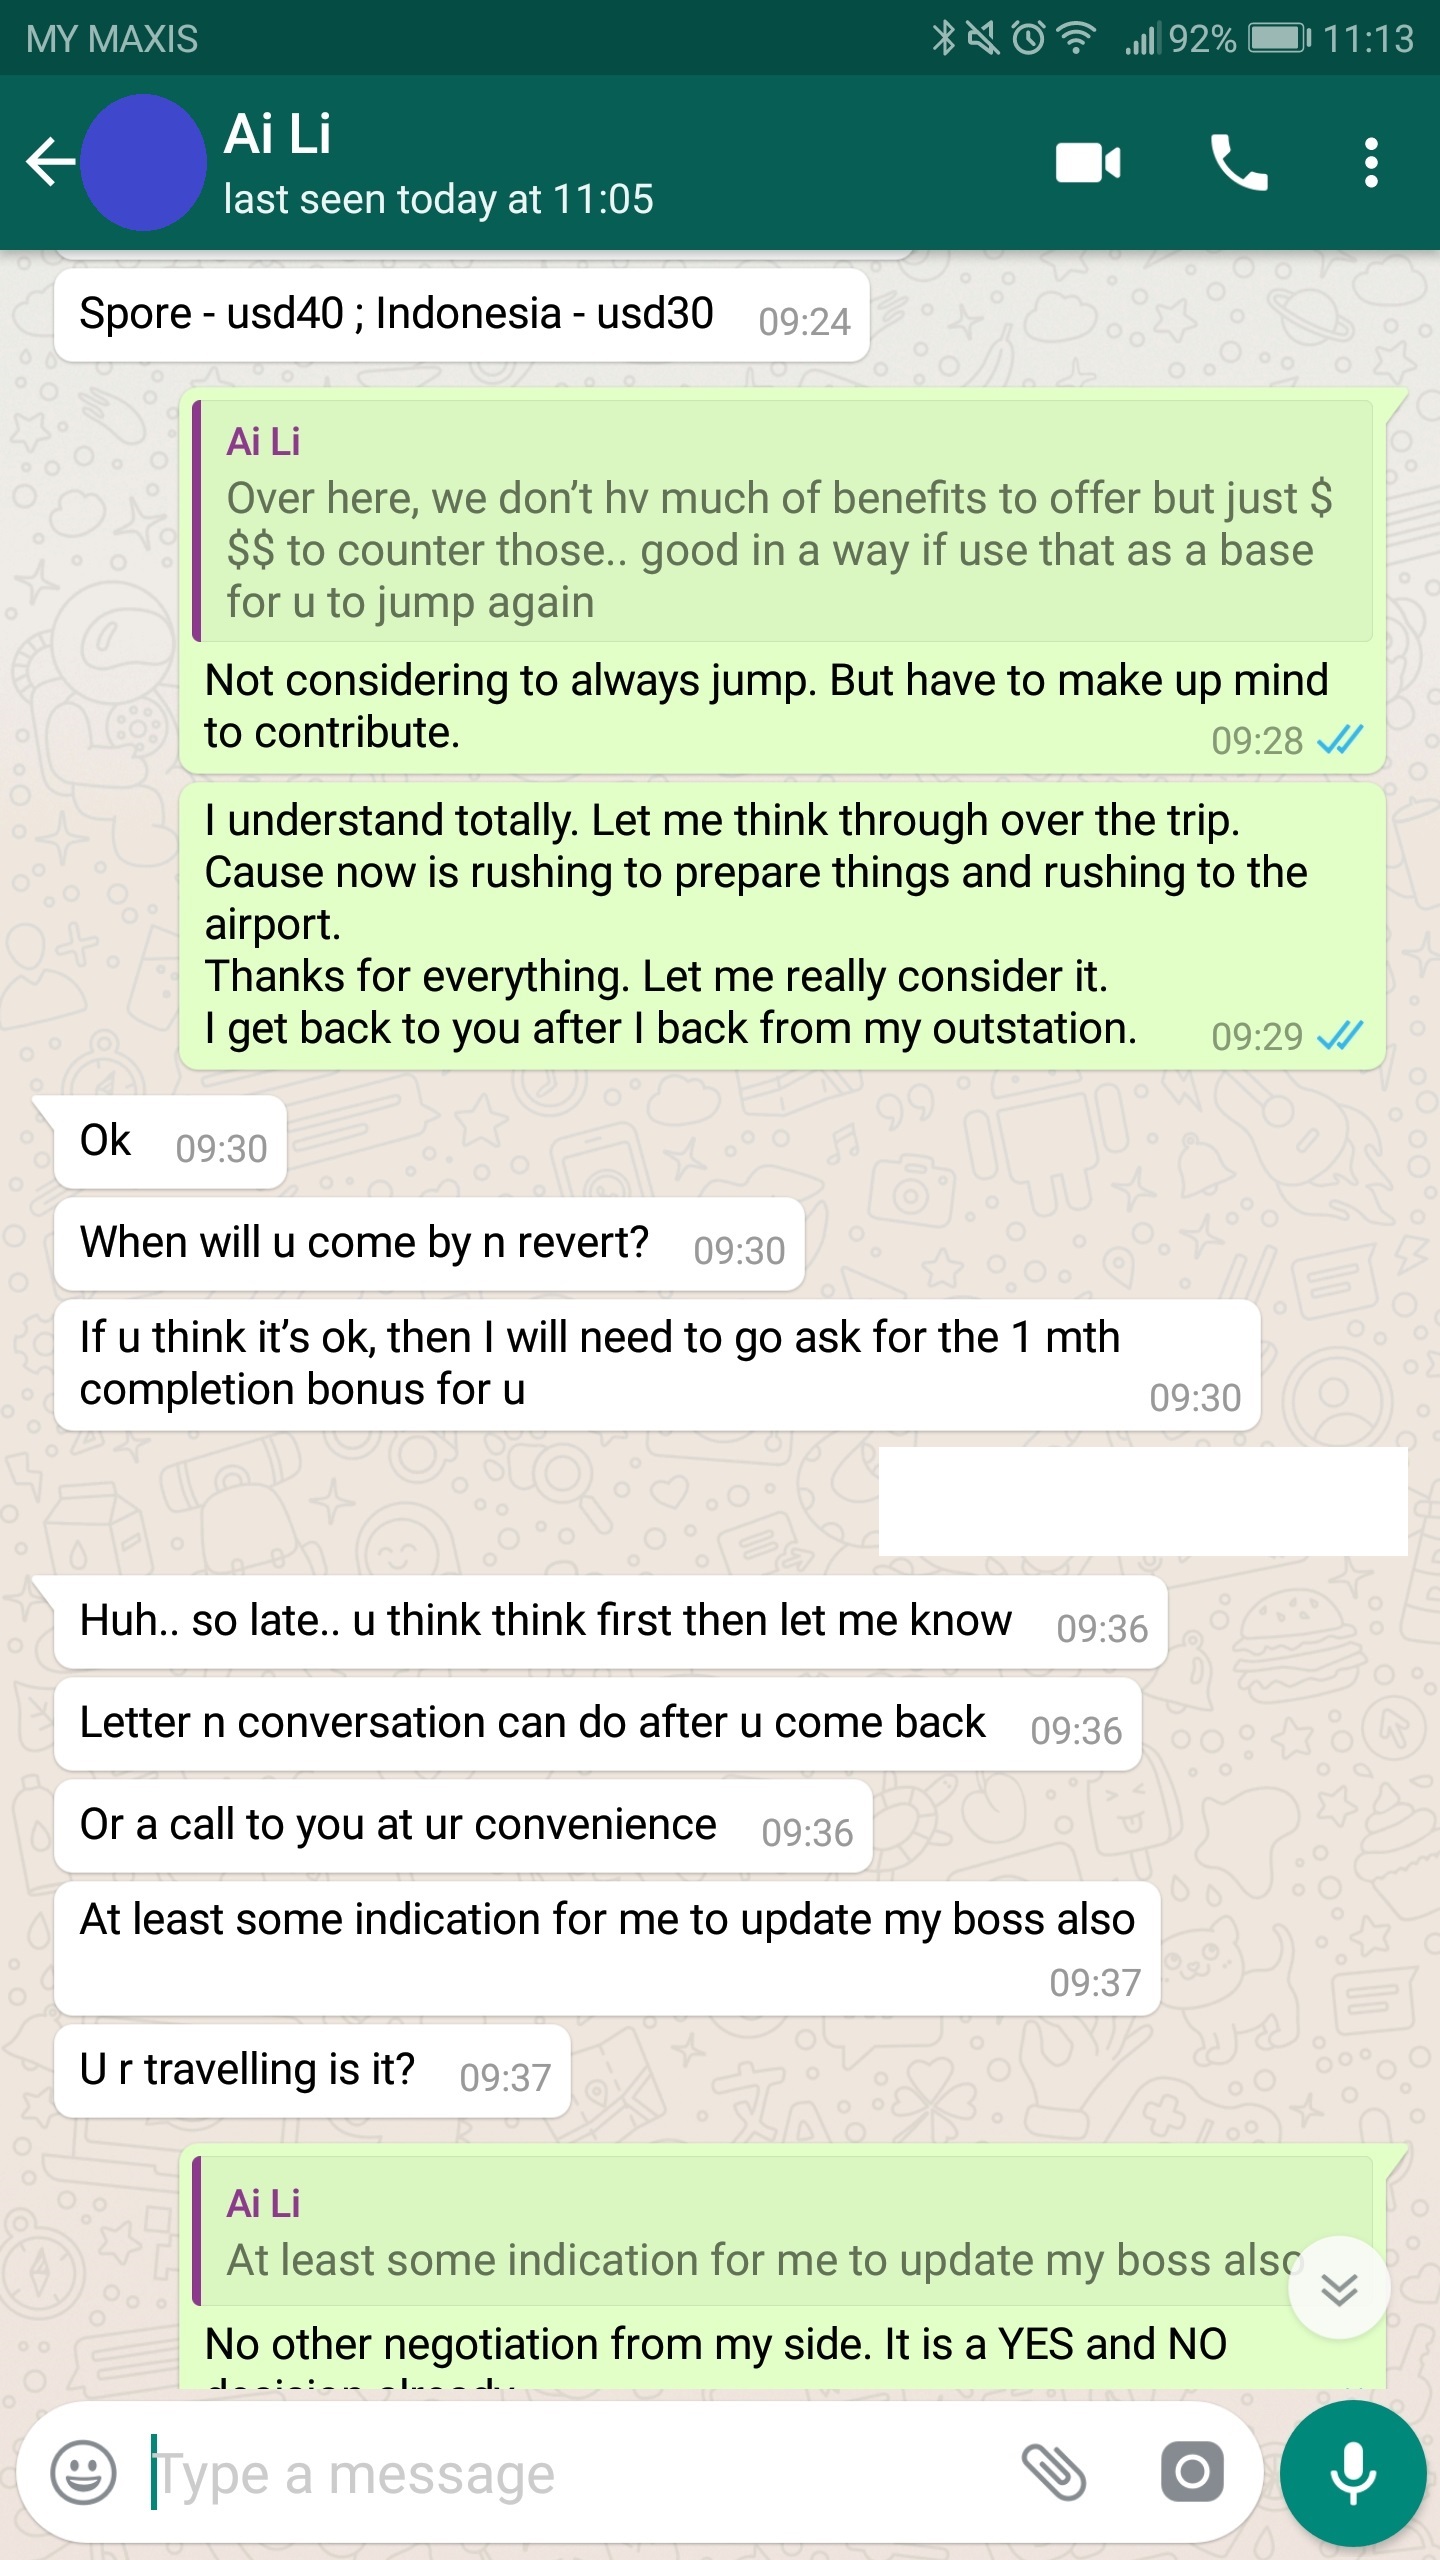 MY MAXIS
92% 11:13
Ai Li
last seen today at 11:05
Spore - usd40 ; Indonesia - usd30 09:24
Ai Li
Over here, we don’t hv much of benefits to offer but just $
$$ to counter those.. good in a way if use that as a base
for u to jump again
Not considering to always jump. But have to make up mind
to contribute. 09:28
I understand totally. Let me think through over the trip.
Cause now is rushing to prepare things and rushing to the
airport.
Thanks for everything. Let me really consider it.
I get back to you after I back from my outstation. 09:29
Ok 09:30
When will u come by n revert? 09:30
If u think it’s ok, then I will need to go ask for the 1 mth
completion bonus for u 09:30
Huh.. so late.. u think think first then let me know 09:36
Letter n conversation can do after u come back 09:36
Or a call to you at ur convenience 09:36
At least some indication for me to update my boss also
09:37
U r travelling is it? 09:37
Ai Li
At least some indication for me to update my boss also
No other negotiation from my side. It is a YES and NO
decision already
Type a message